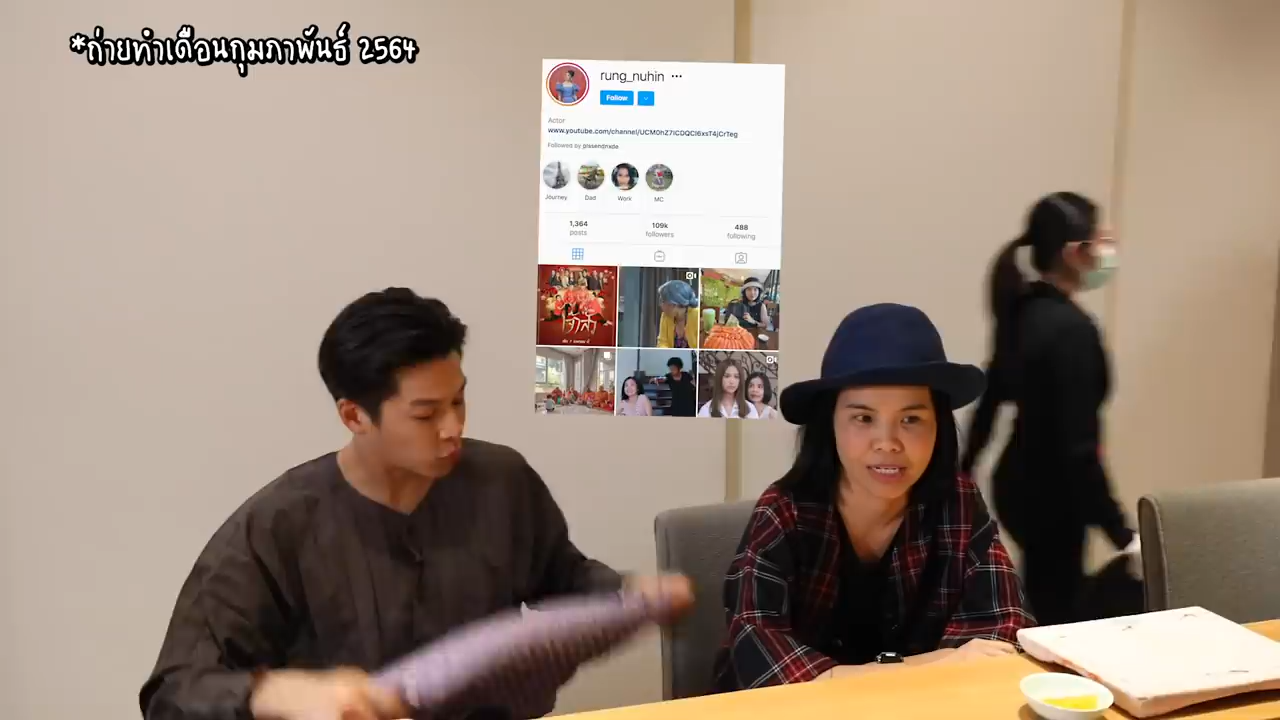 *ถ่ายทำเดือนกุมภาพันธ์ 2564
rung_nuhin ...
Follow
Actor
www.youtube.com/channel/UCM0hZ7ICDQCl6xsT4jCrTeg
Followed by prasendnxde
Journey Dad Work MC
1,364 109k 488
posts followers following